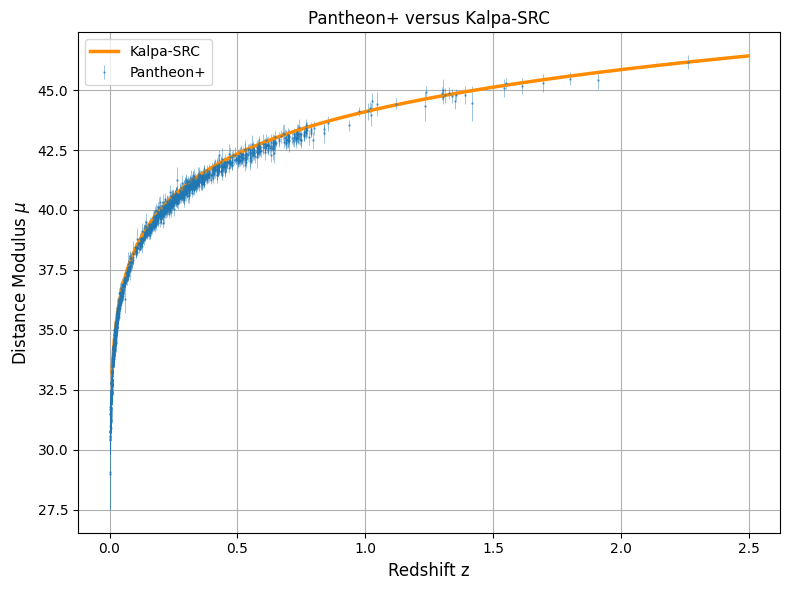 Pantheon+ versus Kalpa-SRC
Kalpa-SRC
Pantheon+
45.0
42.5
40.0
37.5
35.0
32.5
30.0
27.5
Distance Modulus μ
0.0 0.5 1.0 1.5 2.0 2.5
Redshift z